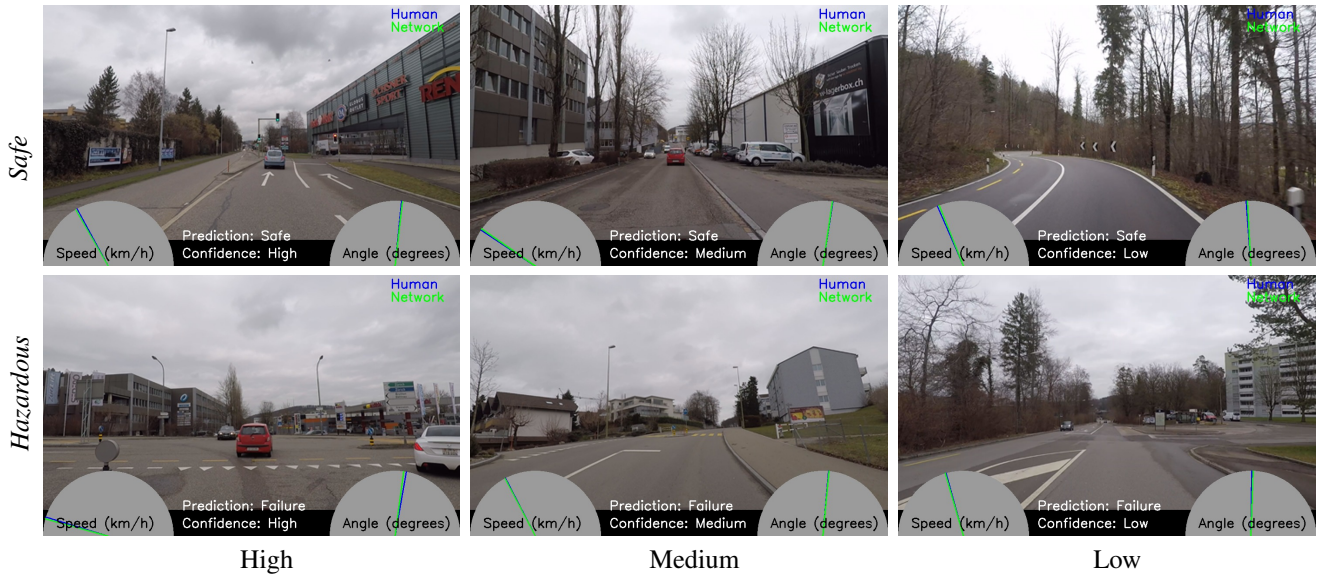 Safe
Human
Network
REN
Speed (km/h)
Prediction: Safe
Confidence: High
Angle (degrees)
Human
Network
lagerbox.ch
Speed (km/h)
Prediction: Safe
Confidence: Medium
Angle (degrees)
Human
Network
Speed (km/h)
Prediction: Safe
Confidence: Low
Angle (degrees)
Hazardous
Human
Network
Speed (km/h)
Prediction: Failure
Confidence: High
Angle (degrees)
Human
Network
Speed (km/h)
Prediction: Failure
Confidence: Medium
Angle (degrees)
Human
Network
Speed (km/h)
Prediction: Failure
Confidence: Low
Angle (degrees)
High
Medium
Low